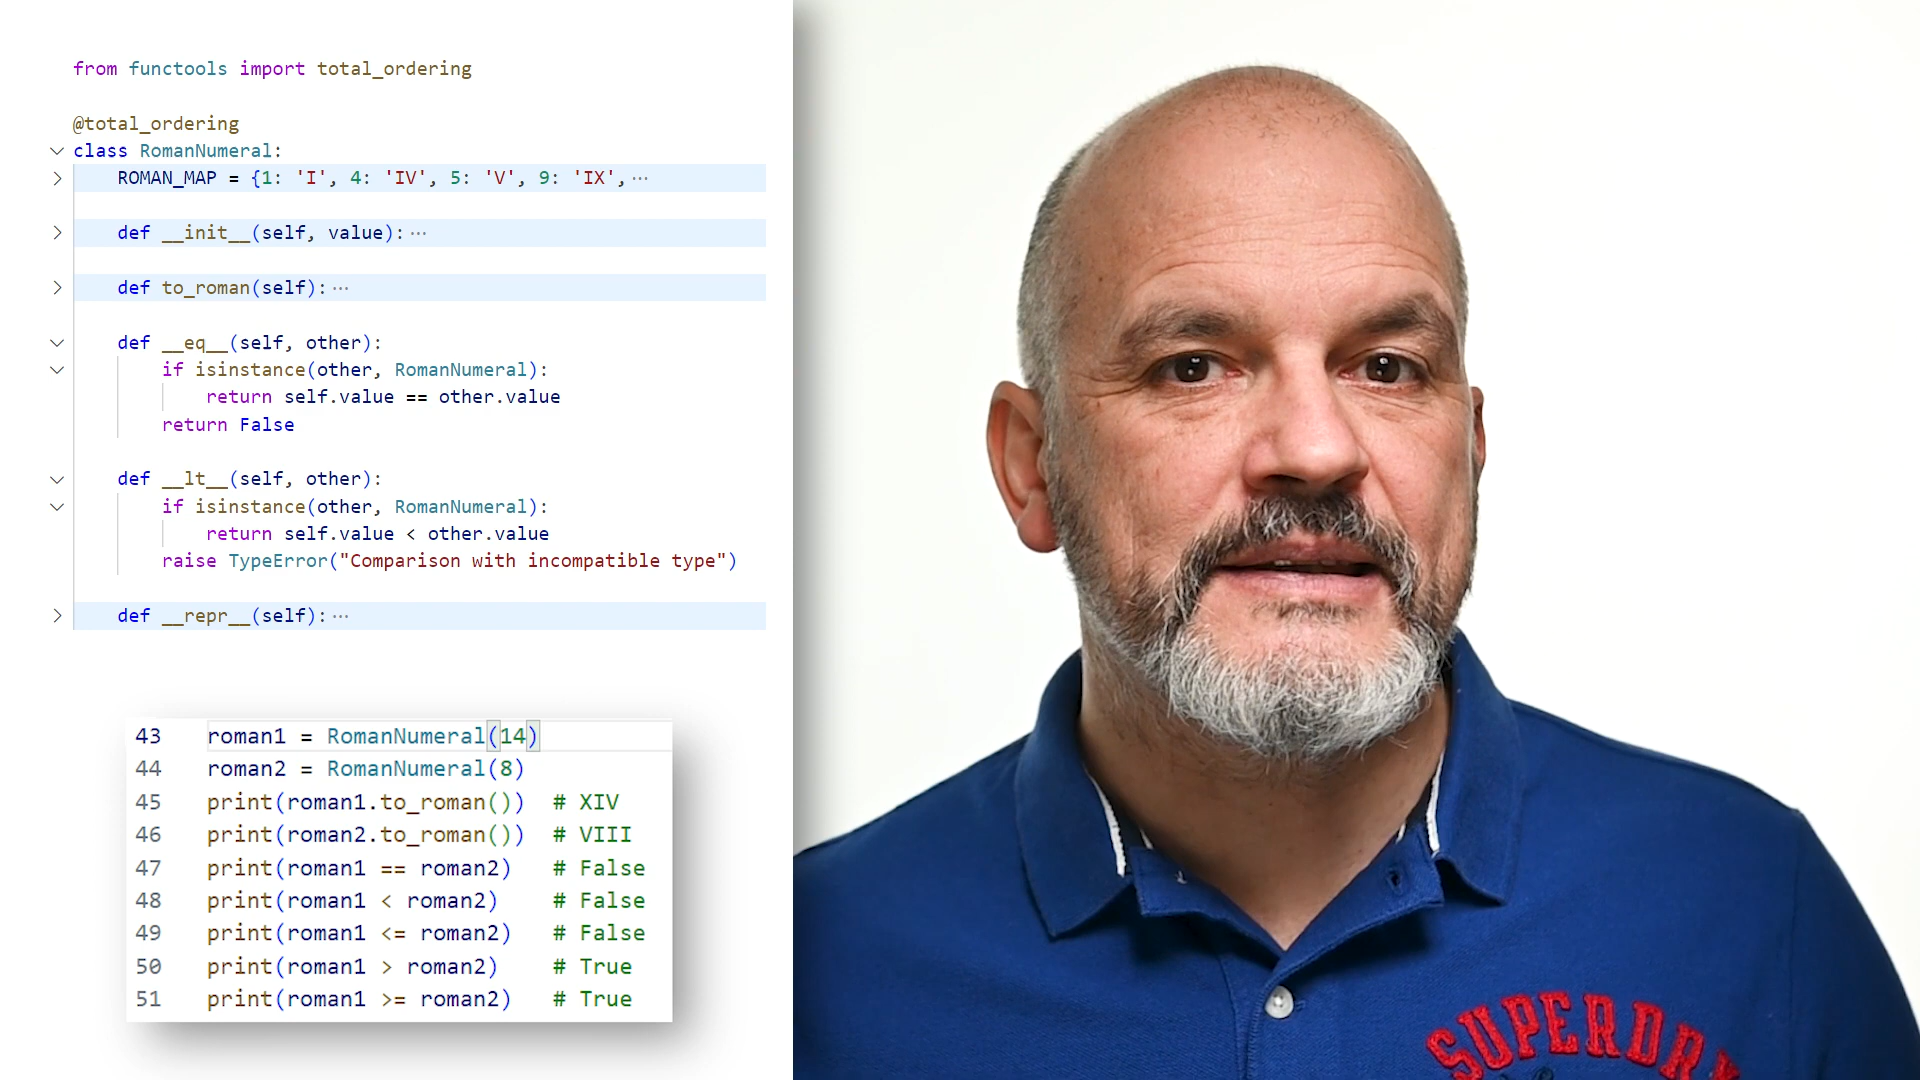 from functools import total_ordering
@total_ordering
class RomanNumeral:
    ROMAN_MAP = {1: 'I', 4: 'IV', 5: 'V', 9: 'IX',···
    def __init__(self, value):···
    def to_roman(self):···
    def __eq__(self, other):
        if isinstance(other, RomanNumeral):
            return self.value == other.value
        return False
    def __lt__(self, other):
        if isinstance(other, RomanNumeral):
            return self.value < other.value
        raise TypeError("Comparison with incompatible type")
    def __repr__(self):···
43 roman1 = RomanNumeral(14)
44 roman2 = RomanNumeral(8)
45 print(roman1.to_roman()) # XIV
46 print(roman2.to_roman()) # VIII
47 print(roman1 == roman2) # False
48 print(roman1 < roman2) # False
49 print(roman1 <= roman2) # False
50 print(roman1 > roman2) # True
51 print(roman1 >= roman2) # True
SUPERDRY